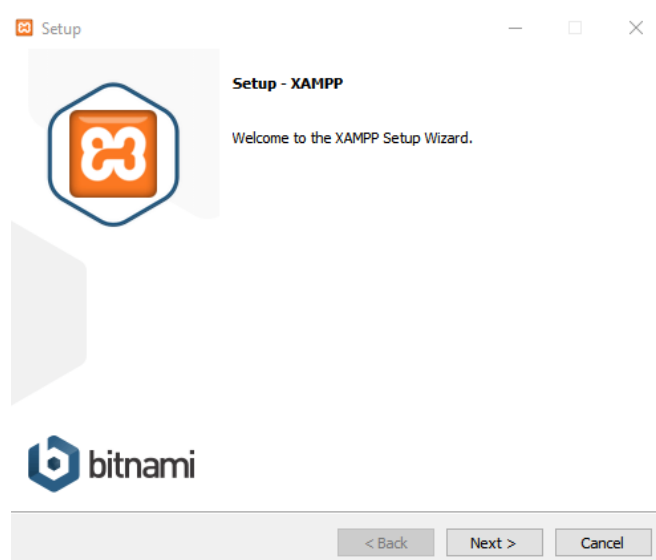 Setup
Setup - XAMPP
Welcome to the XAMPP Setup Wizard.
bitnami
< Back
Next >
Cancel